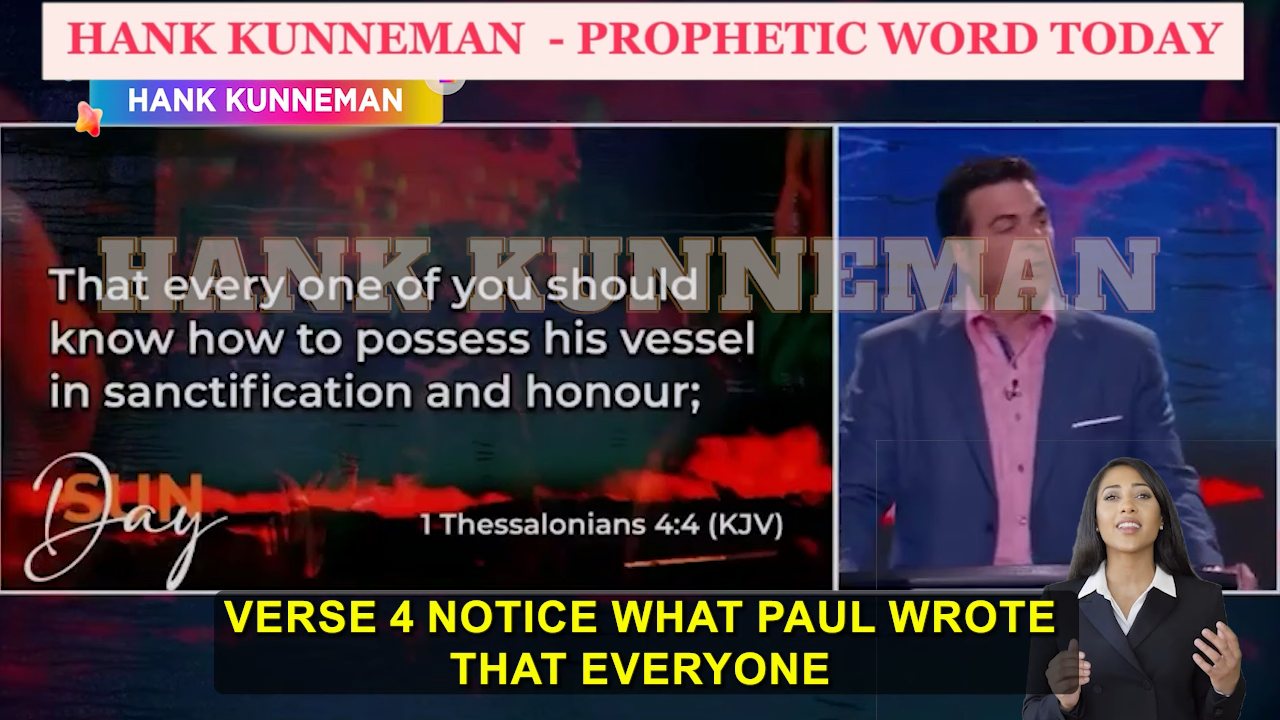 HANK KUNNEMAN - PROPHETIC WORD TODAY
HANK KUNNEMAN
HANK KUNNEMAN
That every one of you should
know how to possess his vessel
in sanctification and honour;
SUN
Day
1 Thessalonians 4:4 (KJV)
VERSE 4 NOTICE WHAT PAUL WROTE
THAT EVERYONE